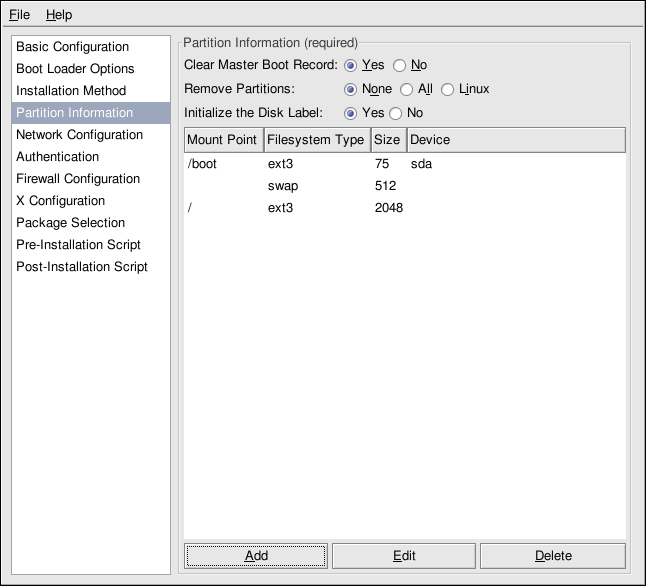 File Help
Basic Configuration
Boot Loader Options
Installation Method
Partition Information
Network Configuration
Authentication
Firewall Configuration
X Configuration
Package Selection
Pre-Installation Script
Post-Installation Script
Partition Information (required)
Clear Master Boot Record: Yes No
Remove Partitions: None All Linux
Initialize the Disk Label: Yes No
Mount Point Filesystem Type Size Device
/boot ext3 75 sda
swap 512
/ ext3 2048
Add Edit Delete